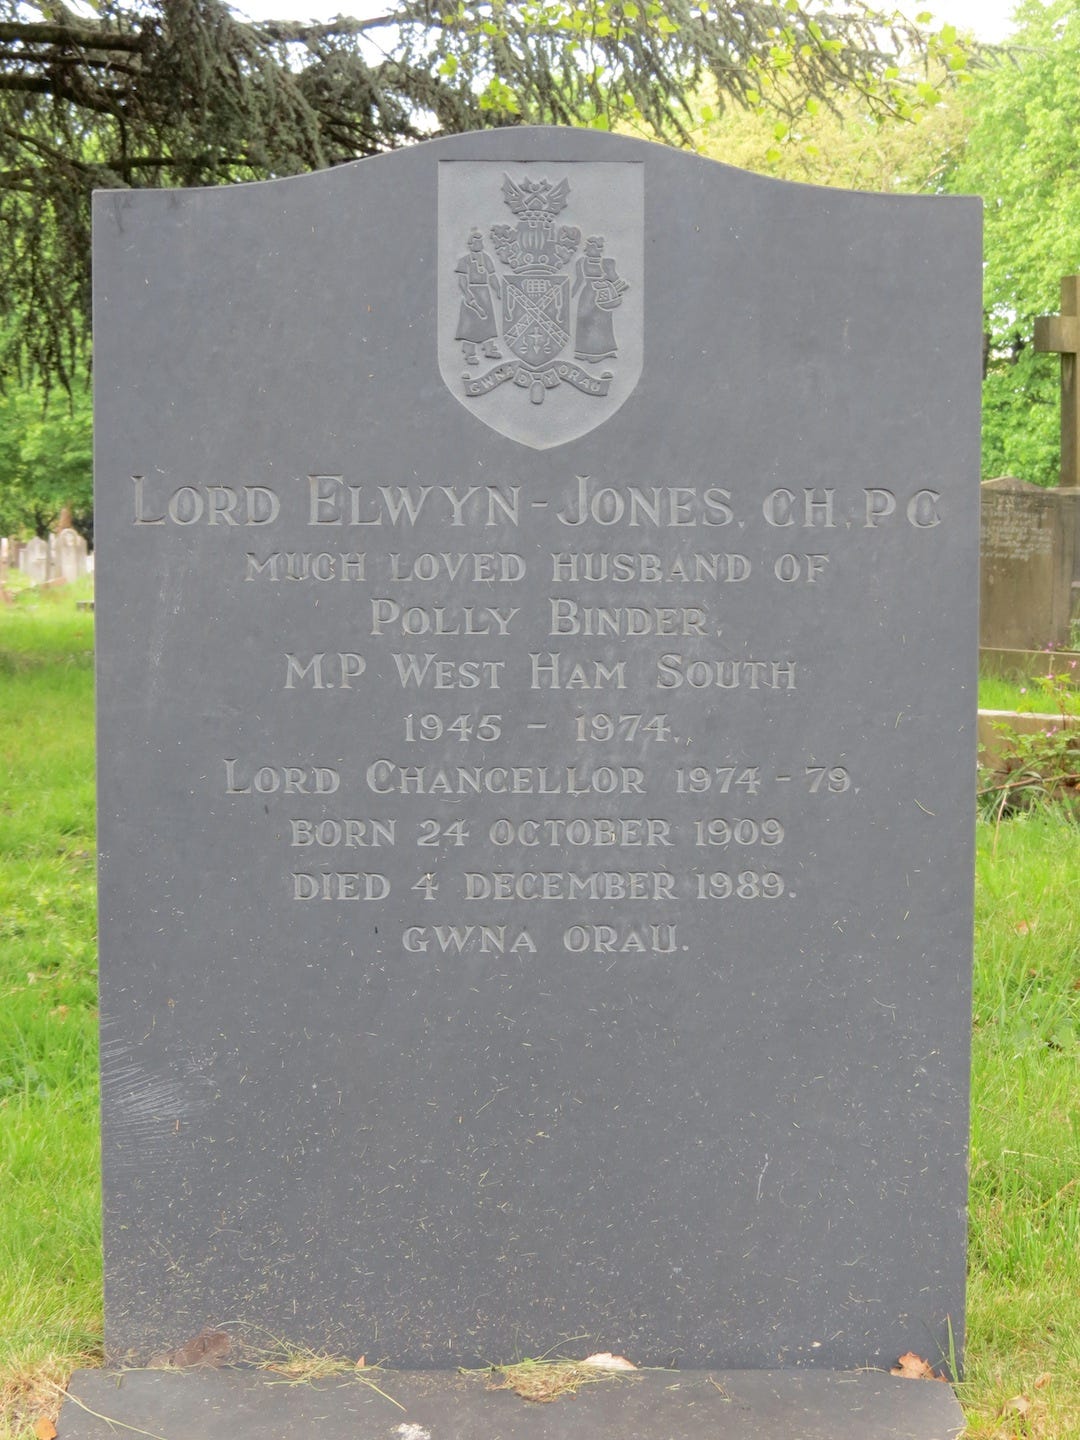 GWNA EI N ORAU
LORD ELWYN-JONES, CH, PC
MUCH LOVED HUSBAND OF
POLLY BINDER,
M.P WEST HAM SOUTH
1945 - 1974,
LORD CHANCELLOR 1974-79,
BORN 24 OCTOBER 1909
DIED 4 DECEMBER 1989.
GWNA ORAU.